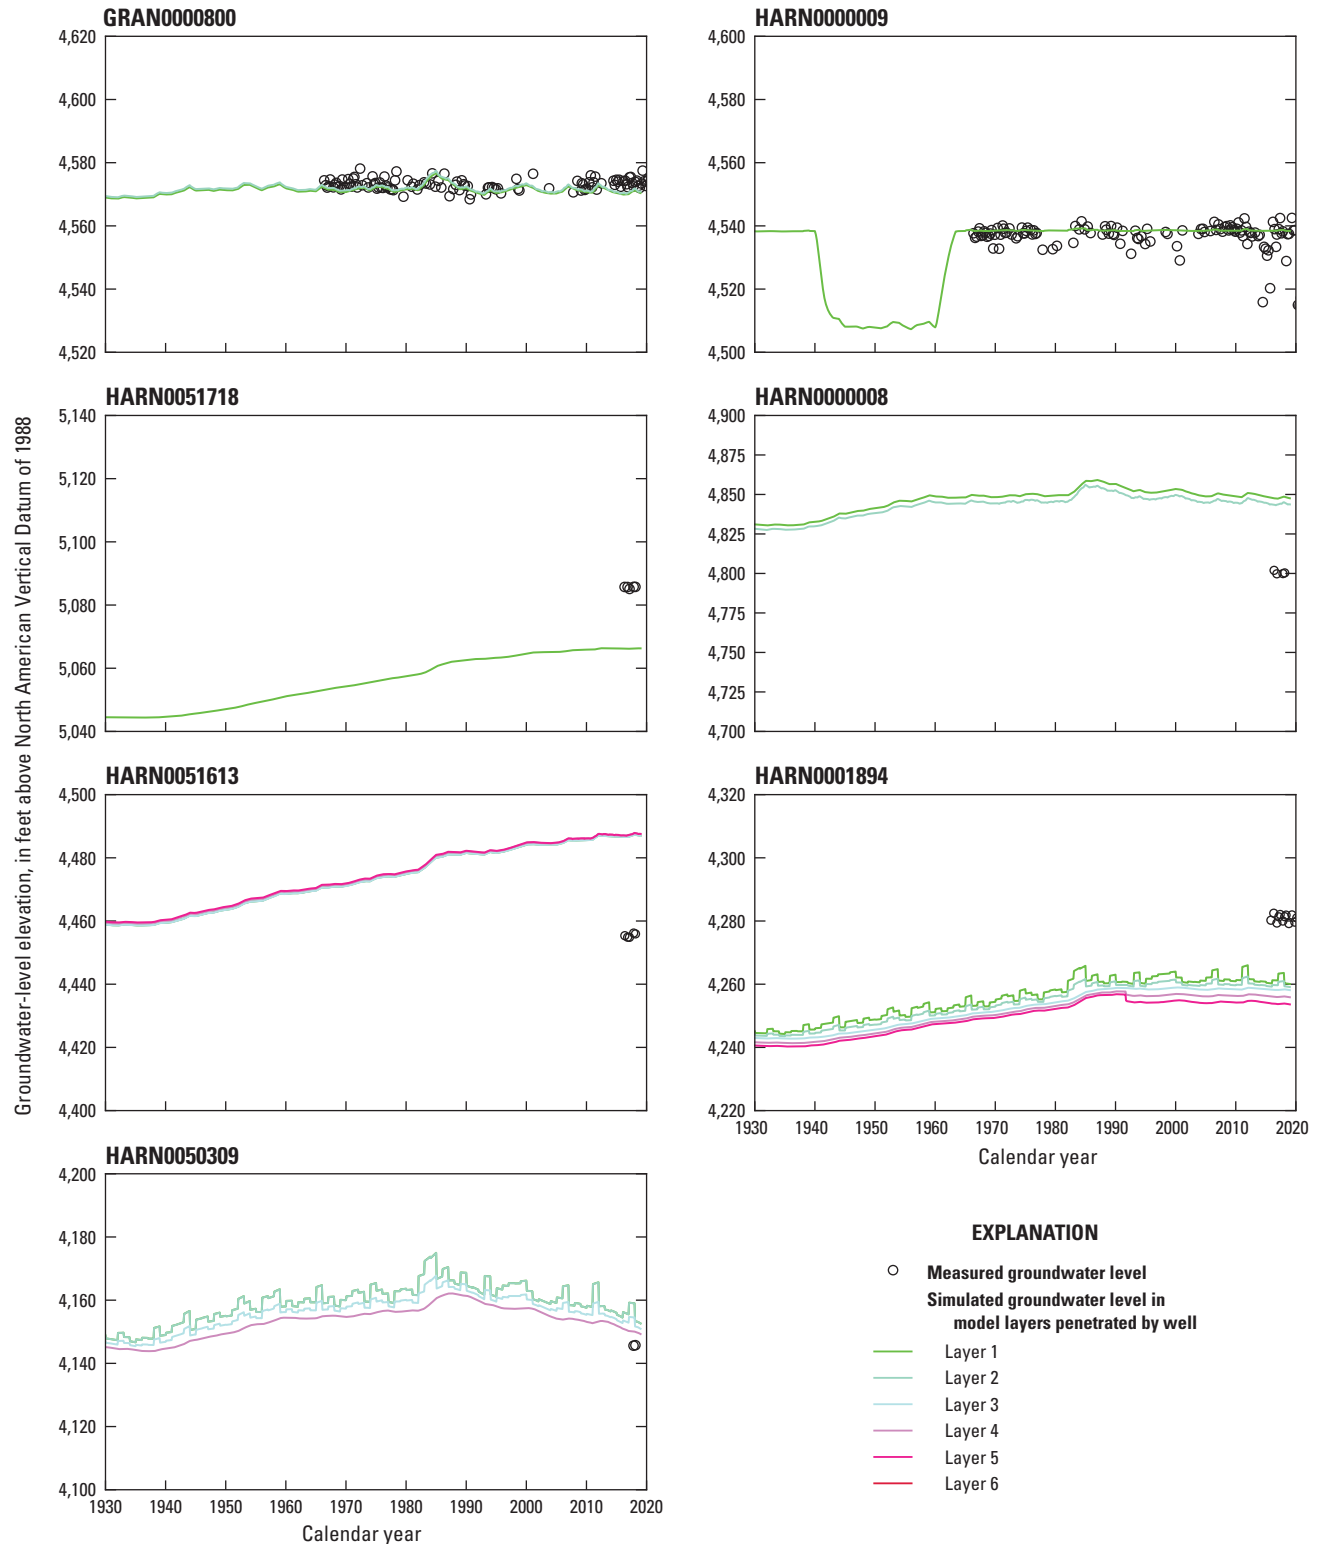 Groundwater-level elevation, in feet above North American Vertical Datum of 1988
GRAN0000800
4,620
4,600
4,580
4,560
4,540
4,520
HARN0000009
4,600
4,580
4,560
4,540
4,520
4,500
HARN0051718
5,140
5,120
5,100
5,080
5,060
5,040
HARN0000008
4,900
4,875
4,850
4,825
4,800
4,775
4,750
4,725
4,700
HARN0051613
4,500
4,480
4,460
4,440
4,420
4,400
HARN0001894
4,320
4,300
4,280
4,260
4,240
4,220
1930 1940 1950 1960 1970 1980 1990 2000 2010 2020
Calendar year
HARN0050309
4,200
4,180
4,160
4,140
4,120
4,100
1930 1940 1950 1960 1970 1980 1990 2000 2010 2020
Calendar year
EXPLANATION
Measured groundwater level
Simulated groundwater level in
model layers penetrated by well
Layer 1
Layer 2
Layer 3
Layer 4
Layer 5
Layer 6